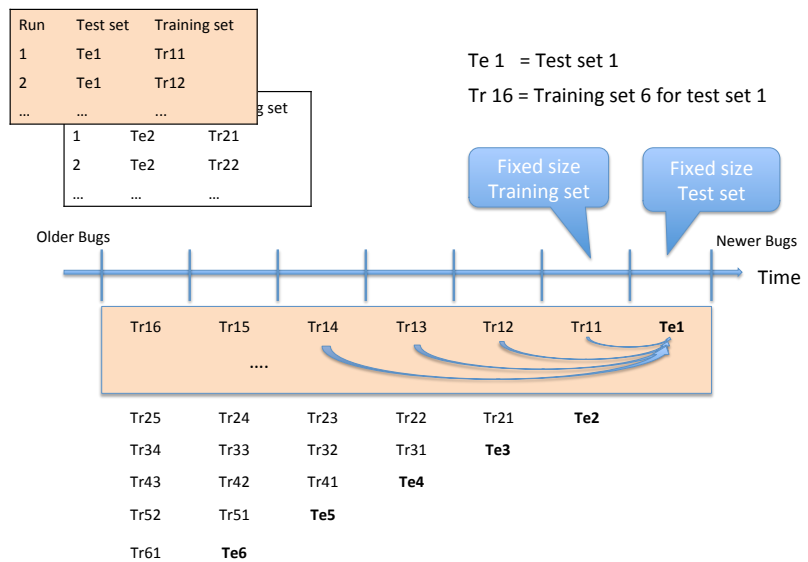 Run Test set Training set
1 Te1 Tr11
2 Te1 Tr12
... ... ...
g set
1 Te2 Tr21
2 Te2 Tr22
... ... ...
Te 1 = Test set 1
Tr 16 = Training set 6 for test set 1
Fixed size
Training set
Fixed size
Test set
Older Bugs
Newer Bugs
Time
Tr16 Tr15 Tr14 Tr13 Tr12 Tr11 Te1
....
Tr25 Tr24 Tr23 Tr22 Tr21 Te2
Tr34 Tr33 Tr32 Tr31 Te3
Tr43 Tr42 Tr41 Te4
Tr52 Tr51 Te5
Tr61 Te6